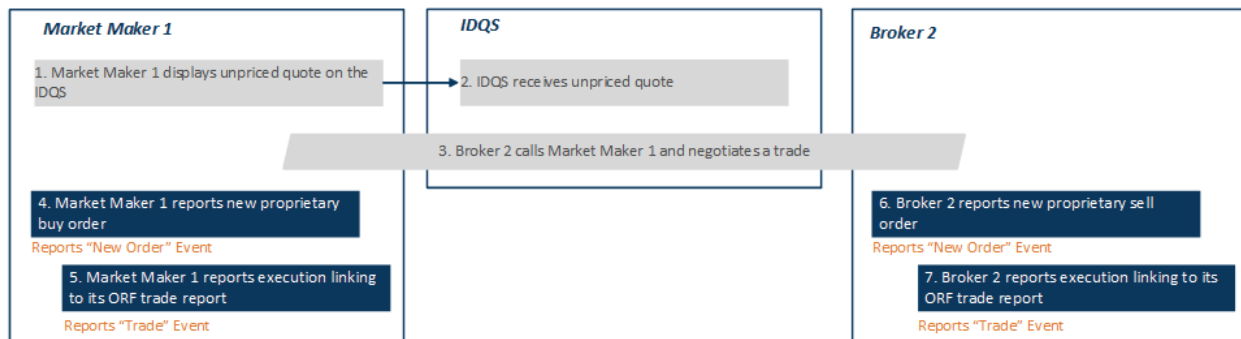 Market Maker 1
IDQS
Broker 2
1. Market Maker 1 displays unpriced quote on the
IDQS
2. IDQS receives unpriced quote
3. Broker 2 calls Market Maker 1 and negotiates a trade
4. Market Maker 1 reports new proprietary
buy order
Reports “New Order” Event
5. Market Maker 1 reports execution linking
to its ORF trade report
Reports “Trade” Event
6. Broker 2 reports new proprietary sell
order
Reports “New Order” Event
7. Broker 2 reports execution linking to its
ORF trade report
Reports “Trade” Event